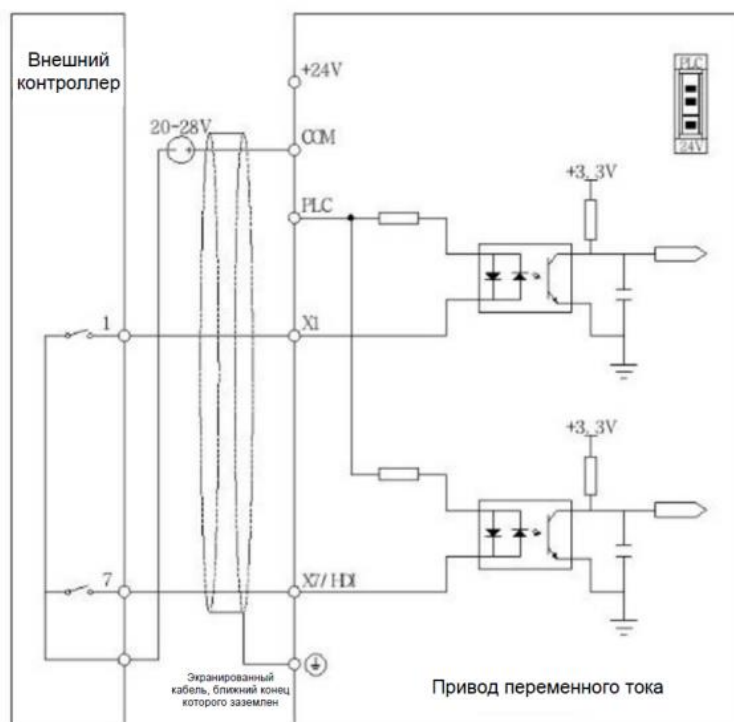 Внешний
контроллер
+24V
PLC
24V
20-28V
COM
+3.3V
PLC
1
X1
+3.3V
7
X7/HDI
Экранированный
кабель, ближний конец
которого заземлен
Привод переменного тока